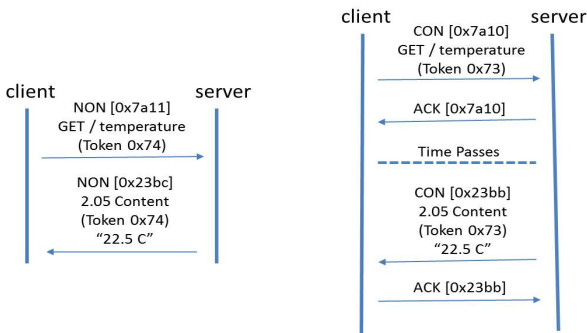 client
server
NON [0x7a11]
GET / temperature
(Token 0x74)
NON [0x23bc]
2.05 Content
(Token 0x74)
“22.5 C”
client
server
CON [0x7a10]
GET / temperature
(Token 0x73)
ACK [0x7a10]
Time Passes
CON [0x23bb]
2.05 Content
(Token 0x73)
“22.5 C”
ACK [0x23bb]